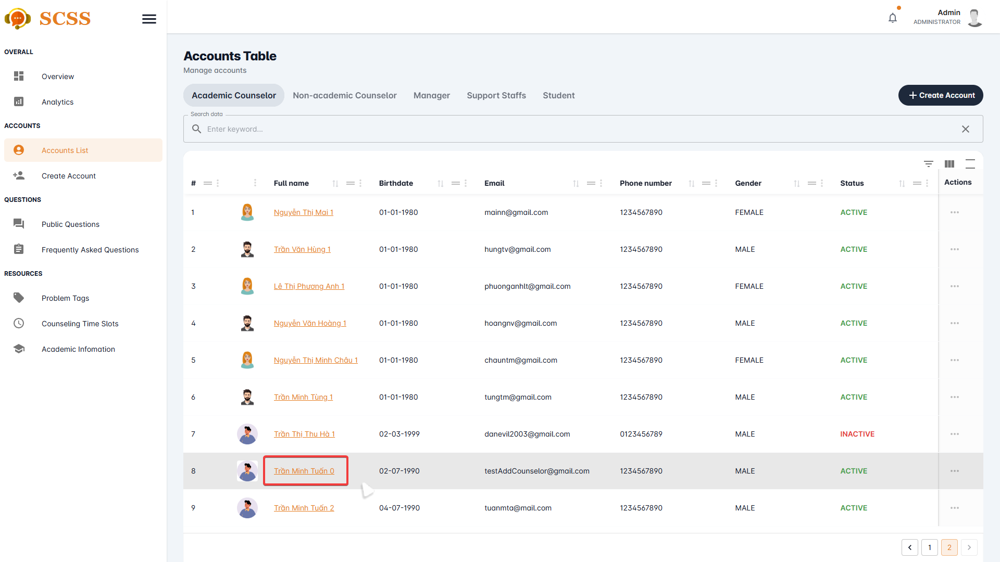 SCSS
Admin
ADMINISTRATOR
OVERALL
Overview
Analytics
ACCOUNTS
Accounts List
Create Account
QUESTIONS
Public Questions
Frequently Asked Questions
RESOURCES
Problem Tags
Counseling Time Slots
Academic Infomation
Accounts Table
Manage accounts
Academic Counselor Non-academic Counselor Manager Support Staffs Student
Create Account
Search data
Enter keyword...
# Full name Birthdate Email Phone number Gender Status Actions
1 Nguyễn Thị Mai 1 01-01-1980 mainn@gmail.com 1234567890 FEMALE ACTIVE
2 Trần Văn Hùng 1 01-01-1980 hungtv@gmail.com 1234567890 MALE ACTIVE
3 Lê Thị Phương Anh 1 01-01-1980 phuonganhlt@gmail.com 1234567890 FEMALE ACTIVE
4 Nguyễn Văn Hoàng 1 01-01-1980 hoangnv@gmail.com 1234567890 MALE ACTIVE
5 Nguyễn Thị Minh Châu 1 01-01-1980 chauntm@gmail.com 1234567890 FEMALE ACTIVE
6 Trần Minh Tùng 1 01-01-1980 tungtm@gmail.com 1234567890 MALE ACTIVE
7 Trần Thị Thu Hà 1 02-03-1999 danevil2003@gmail.com 0123456789 MALE INACTIVE
8 Trần Minh Tuấn 0 02-07-1990 testAddCounselor@gmail.com 1234567890 MALE ACTIVE
9 Trần Minh Tuấn 2 04-07-1990 tuanmta@mail.com 1234567890 MALE ACTIVE
1 2